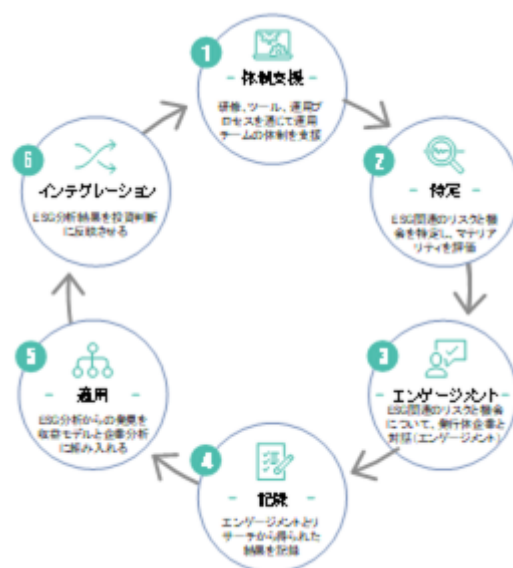 1
- 体制支援 -
研修、ツール、運用プ
ロセスを通じて運用
チームの体制を支援
2
- 特定 -
ESG関連のリスクと機
会を特定し、マテリア
リティを評価
3
- エンゲージメント -
ESG関連のリスクと機会
について、発行体企業と
対話(エンゲージメント)
4
- 記録 -
エンゲージメントとリ
サーチから得られた
結果を記録
5
- 適用 -
ESG分析からの発見を
収益モデルと企業分析
に組み入れる
6
インテグレーション
ESG分析結果を投資判断
に反映させる